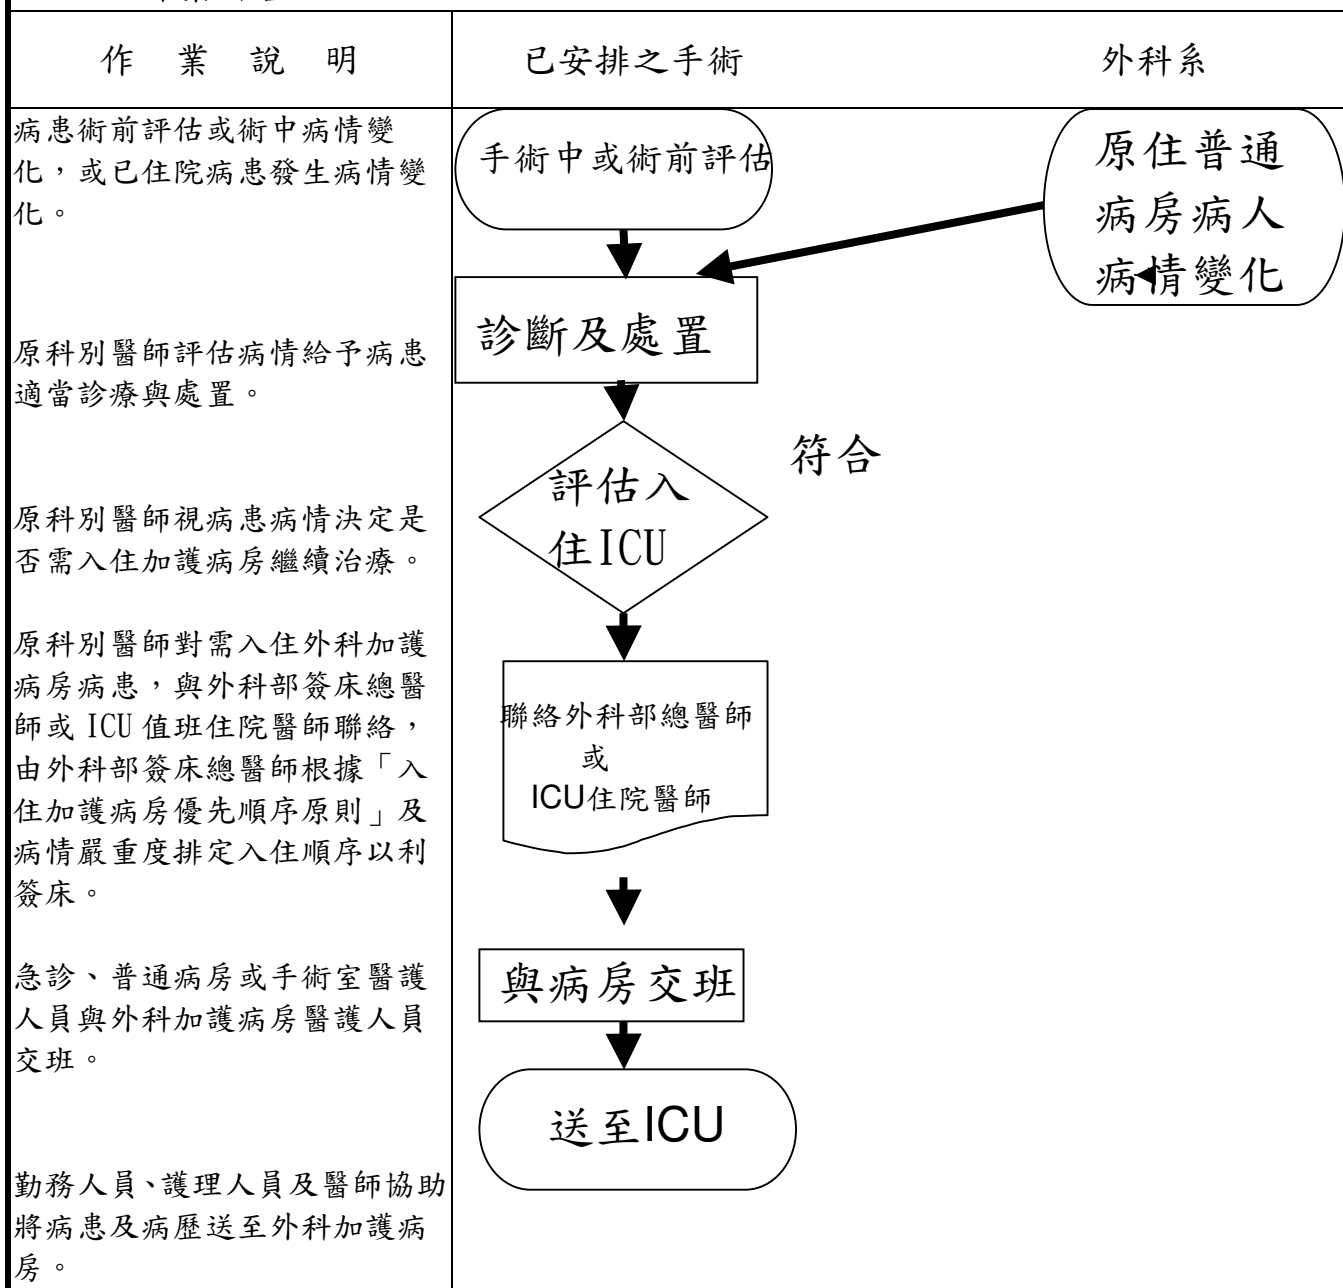 作 業 說 明
已安排之手術
外科系
病患術前評估或術中病情變
化，或已住院病患發生病情變
化。
原科別醫師評估病情給予病患
適當診療與處置。
原科別醫師視病患病情決定是
否需入住加護病房繼續治療。
原科別醫師對需入住外科加護
病房病患，與外科部簽床總醫
師或 ICU 值班住院醫師聯絡，
由外科部簽床總醫師根據「入
住加護病房優先順序原則」及
病情嚴重度排定入住順序以利
簽床。
急診、普通病房或手術室醫護
人員與外科加護病房醫護人員
交班。
勤務人員、護理人員及醫師協助
將病患及病歷送至外科加護病
房。
手術中或術前評估
原住普通
病房病人
病情變化
診斷及處置
符合
評估入
住ICU
聯絡外科部總醫師
或
ICU住院醫師
與病房交班
送至ICU